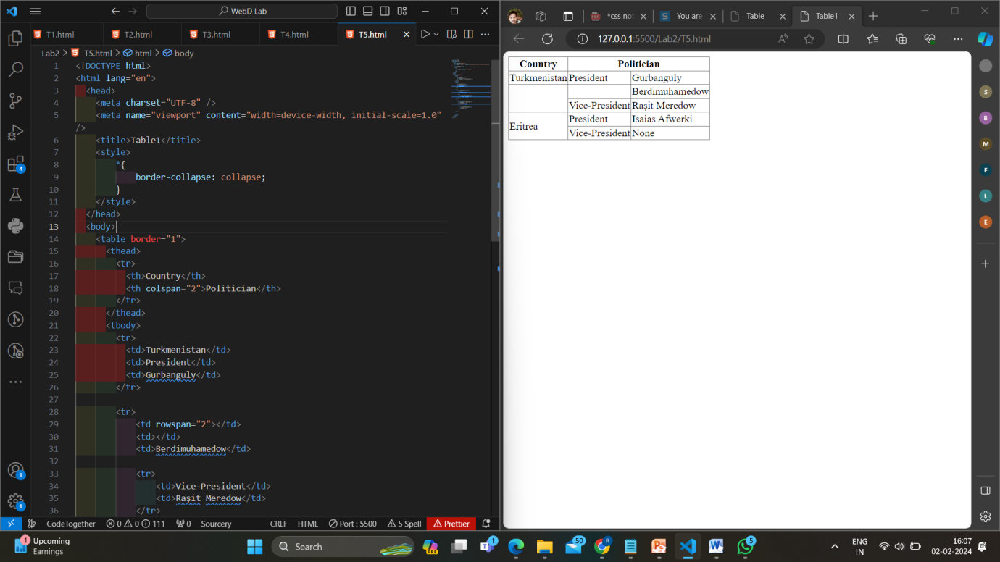 WebD Lab
T1.html T2.html T3.html T4.html T5.html
Lab2 > T5.html > html > body
1 <!DOCTYPE html>
2 <html lang="en">
3 <head>
4 <meta charset="UTF-8" />
5 <meta name="viewport" content="width=device-width, initial-scale=1.0"
/>
6 <title>Table1</title>
7 <style>
8 *{
9 border-collapse: collapse;
10 }
11 </style>
12 </head>
13 <body>
14 <table border="1">
15 <thead>
16 <tr>
17 <th>Country</th>
18 <th colspan="2">Politician</th>
19 </tr>
20 </thead>
21 <tbody>
22 <tr>
23 <td>Turkmenistan</td>
24 <td>President</td>
25 <td>Gurbanguly</td>
26 </tr>
27
28 <tr>
29 <td rowspan="2"></td>
30 <td></td>
31 <td>Berdimuhamedow</td>
32
33 <tr>
34 <td>Vice-President</td>
35 <td>Raşit Meredow</td>
36 </tr>
4
1
1
CodeTogether 0 0 111 0 Sourcery CRLF HTML Port : 5500 5 Spell Prettier
*css not You are Table Table1
127.0.0.1:5500/Lab2/T5.html
Country Politician
Turkmenistan President Gurbanguly
Berdimuhamedow
Vice-President Raşit Meredow
Eritrea President Isaias Afwerki
Vice-President None
S
B
M
F
L
E
1 Upcoming
Earnings
Search
PRE
1
50
R
5
ENG
IN
16:07
02-02-2024